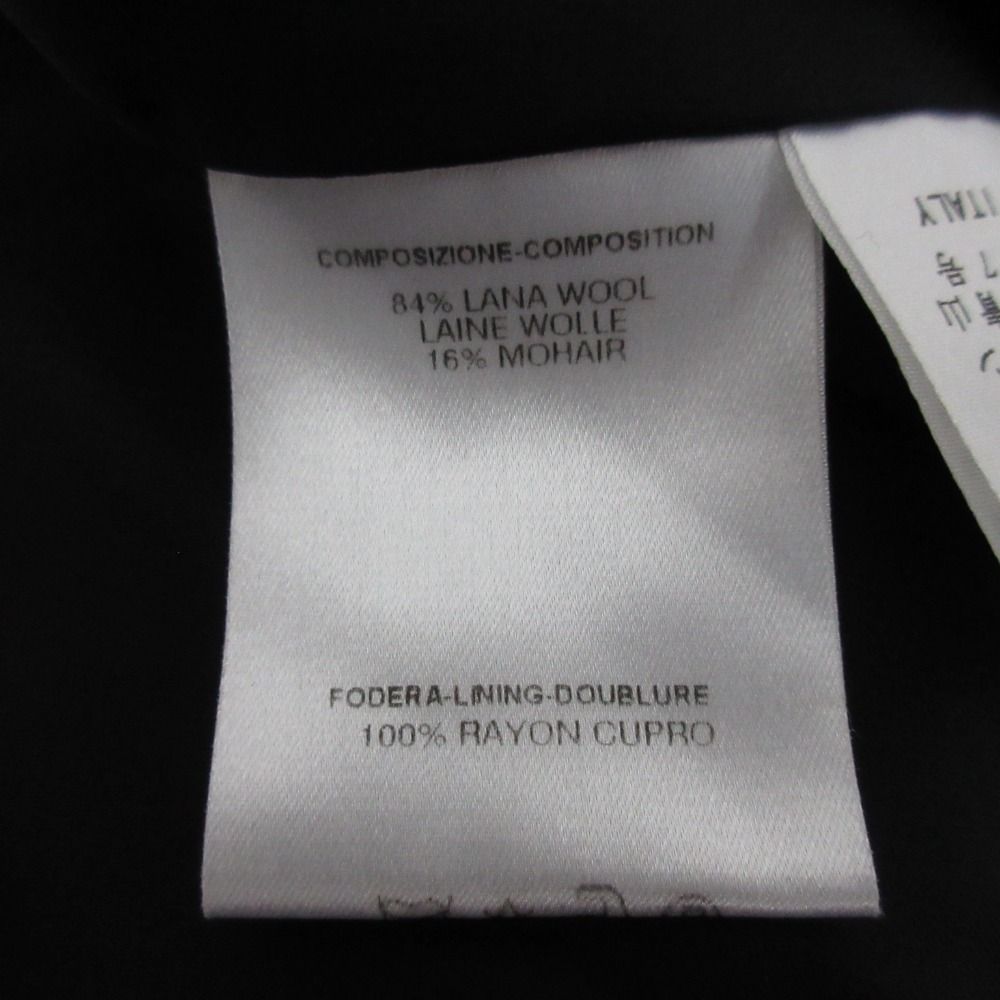 COMPOSIZIONE-COMPOSITION
84% LANA WOOL
LAINE WOLLE
16% MOHAIR
FODERA-LINING-DOUBLURE
100% RAYON CUPRO
ITALY